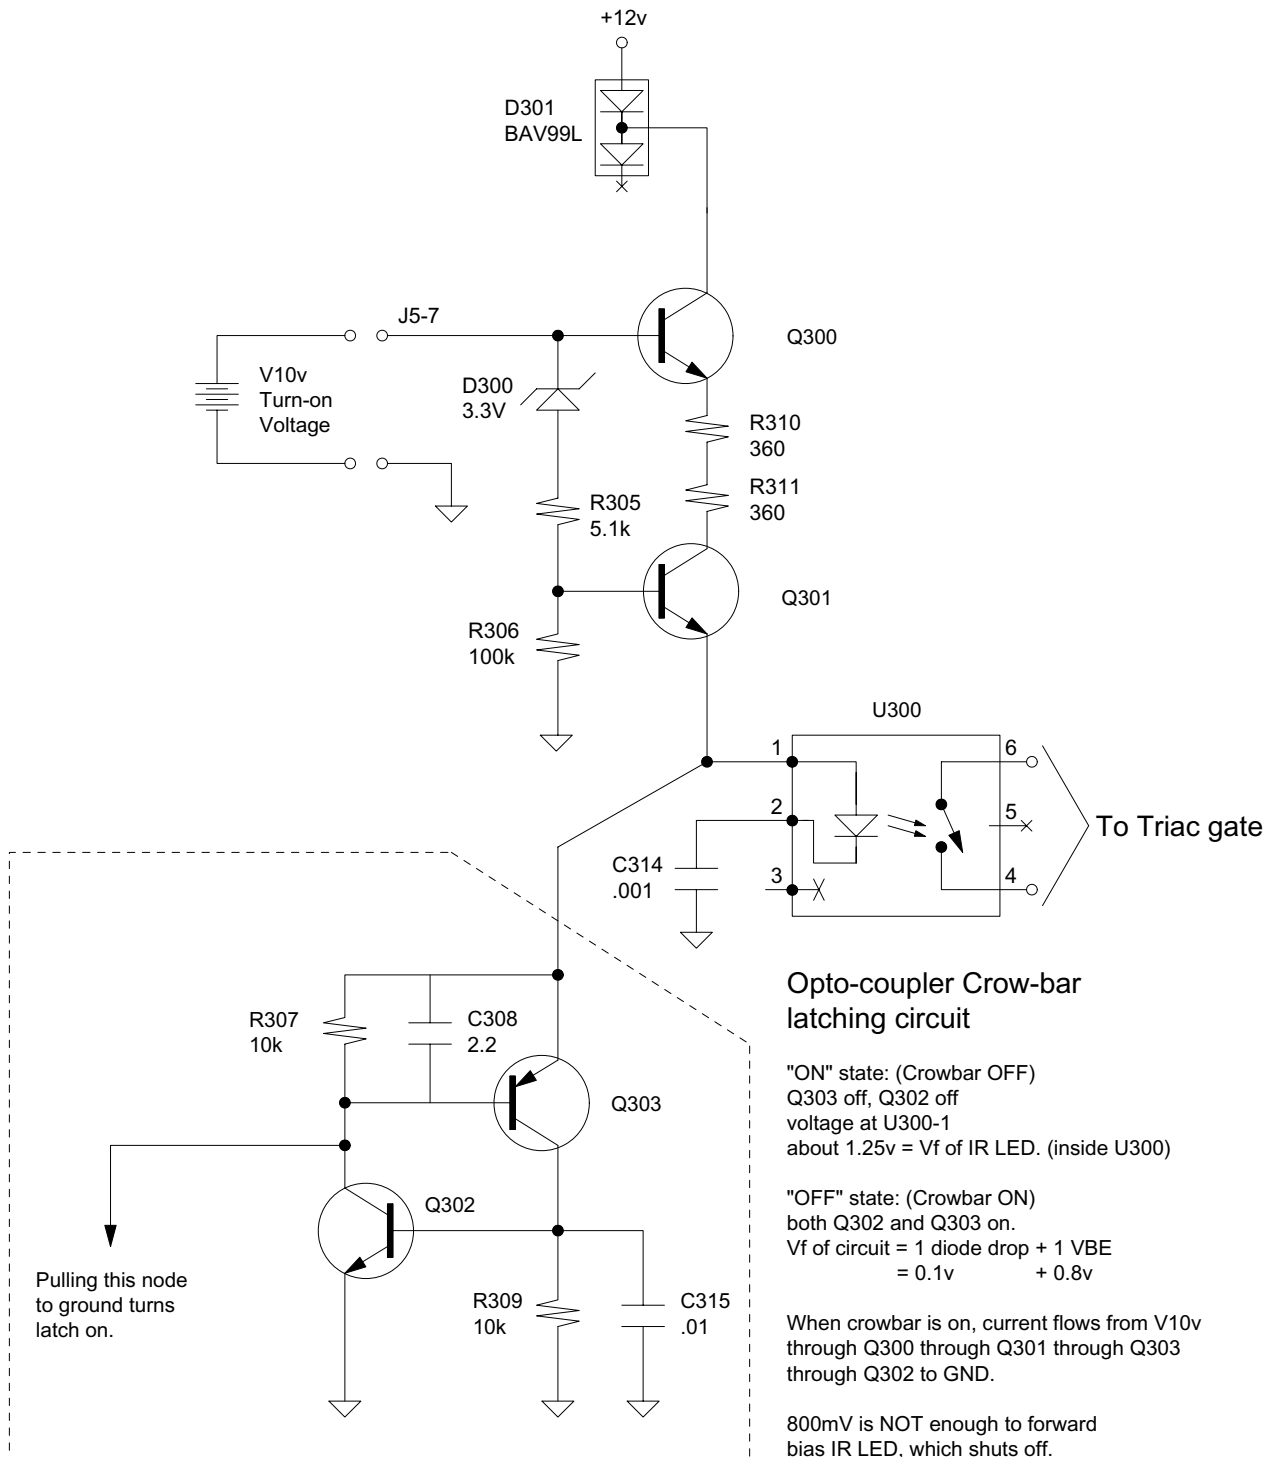 +12v
D301
BAV99L
J5-7
Q300
V10v
Turn-on
Voltage
D300
3.3V
R310
360
R311
360
R305
5.1k
Q301
R306
100k
U300
1
6
2
5
To Triac gate
C314
.001
3
4
Opto-coupler Crow-bar
latching circuit
R307
10k
C308
2.2
"ON" state: (Crowbar OFF)
Q303 off, Q302 off
voltage at U300-1
about 1.25v = Vf of IR LED. (inside U300)
Q303
Q302
"OFF" state: (Crowbar ON)
both Q302 and Q303 on.
Vf of circuit = 1 diode drop + 1 VBE
= 0.1v + 0.8v
Pulling this node
to ground turns
latch on.
R309
10k
C315
.01
When crowbar is on, current flows from V10v
through Q300 through Q301 through Q303
through Q302 to GND.
800mV is NOT enough to forward
bias IR LED, which shuts off.